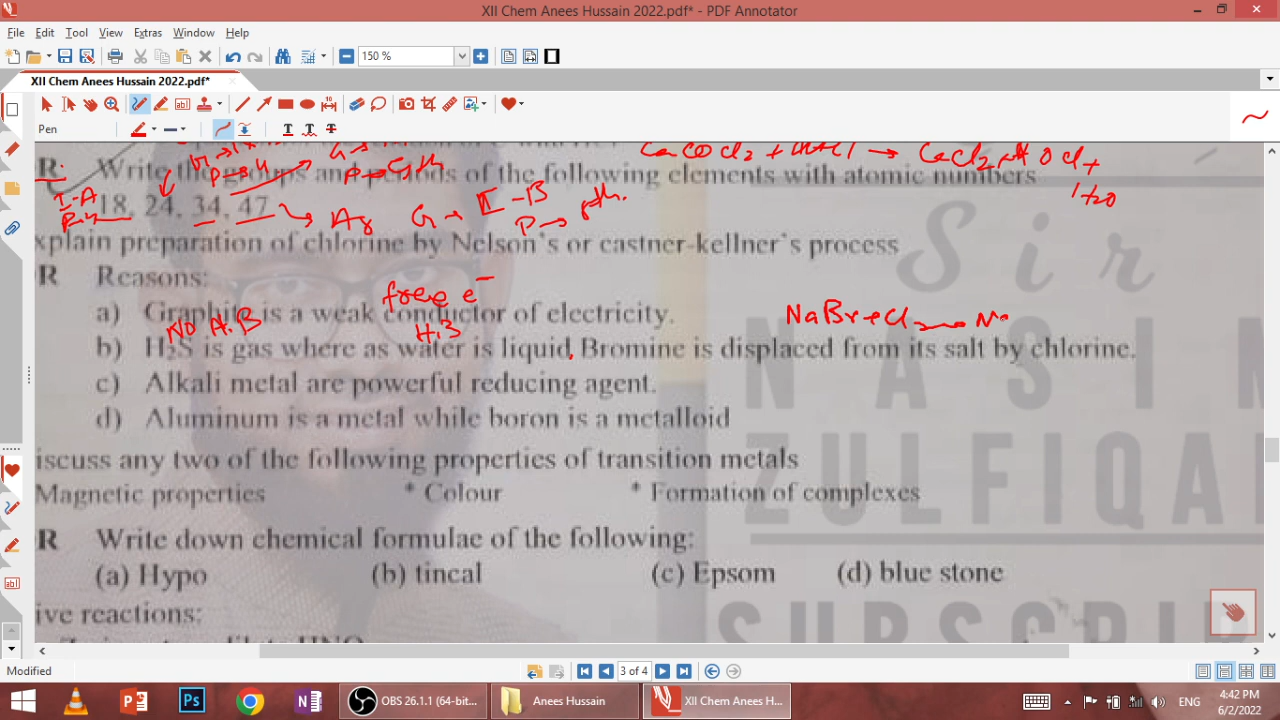 XII Chem Anees Hussain 2022.pdf* - PDF Annotator
File Edit Tool View Extras Window Help
150 %
XII Chem Anees Hussain 2022.pdf*
Pen
CaCl2 + H2O
R. Write the groups and periods of the following elements with atomic numbers
I-A
18, 24, 34, 47 Ag G → I-B
P → 5th.
xplain preparation of chlorine by Nelson`s or castner-kellner`s process
R Reasons:
free e-
a) Graphite is a weak conductor of electricity. NaBr + Cl2 → N
No H.B H.B
b) H2S is gas where as water is liquid, Bromine is displaced from its salt by chlorine.
c) Alkali metal are powerful reducing agent.
d) Aluminum is a metal while boron is a metalloid
iscuss any two of the following properties of transition metals
Magnetic properties * Colour * Formation of complexes
R Write down chemical formulae of the following:
(a) Hypo (b) tincal (c) Epsom (d) blue stone
ive reactions:
Sir
NASI
ZULFIQA
SUBSCRI
Modified 3 of 4
OBS 26.1.1 (64-bit... Anees Hussain XII Chem Anees H...
ENG 4:42 PM
6/2/2022